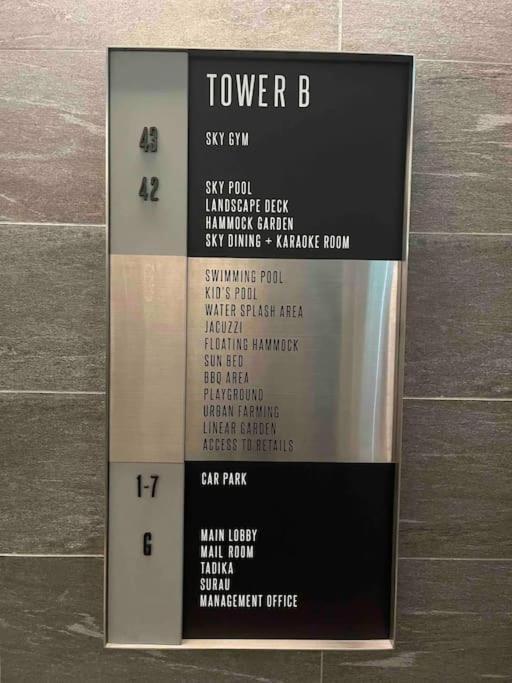 TOWER B
43
SKY GYM
42
SKY POOL
LANDSCAPE DECK
HAMMOCK GARDEN
SKY DINING + KARAOKE ROOM
SWIMMING POOL
KID'S POOL
WATER SPLASH AREA
JACUZZI
FLOATING HAMMOCK
SUN BED
BBQ AREA
PLAYGROUND
URBAN FARMING
LINEAR GARDEN
ACCESS TO RETAILS
1-7
CAR PARK
G
MAIN LOBBY
MAIL ROOM
TADIKA
SURAU
MANAGEMENT OFFICE